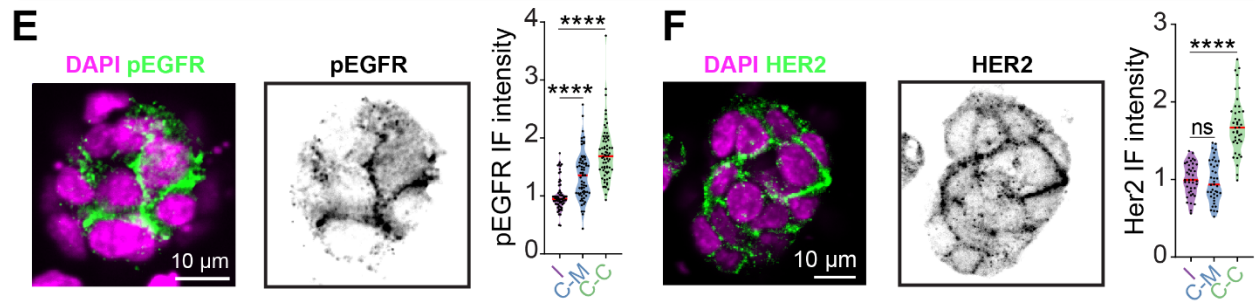 E
DAPI pEGFR
10 µm
pEGFR
pEGFR IF intensity
4
3
2
1
0
****
****
I
C-M
C-C
F
DAPI HER2
10 µm
HER2
Her2 IF intensity
3
2
1
0
****
ns
I
C-M
C-C